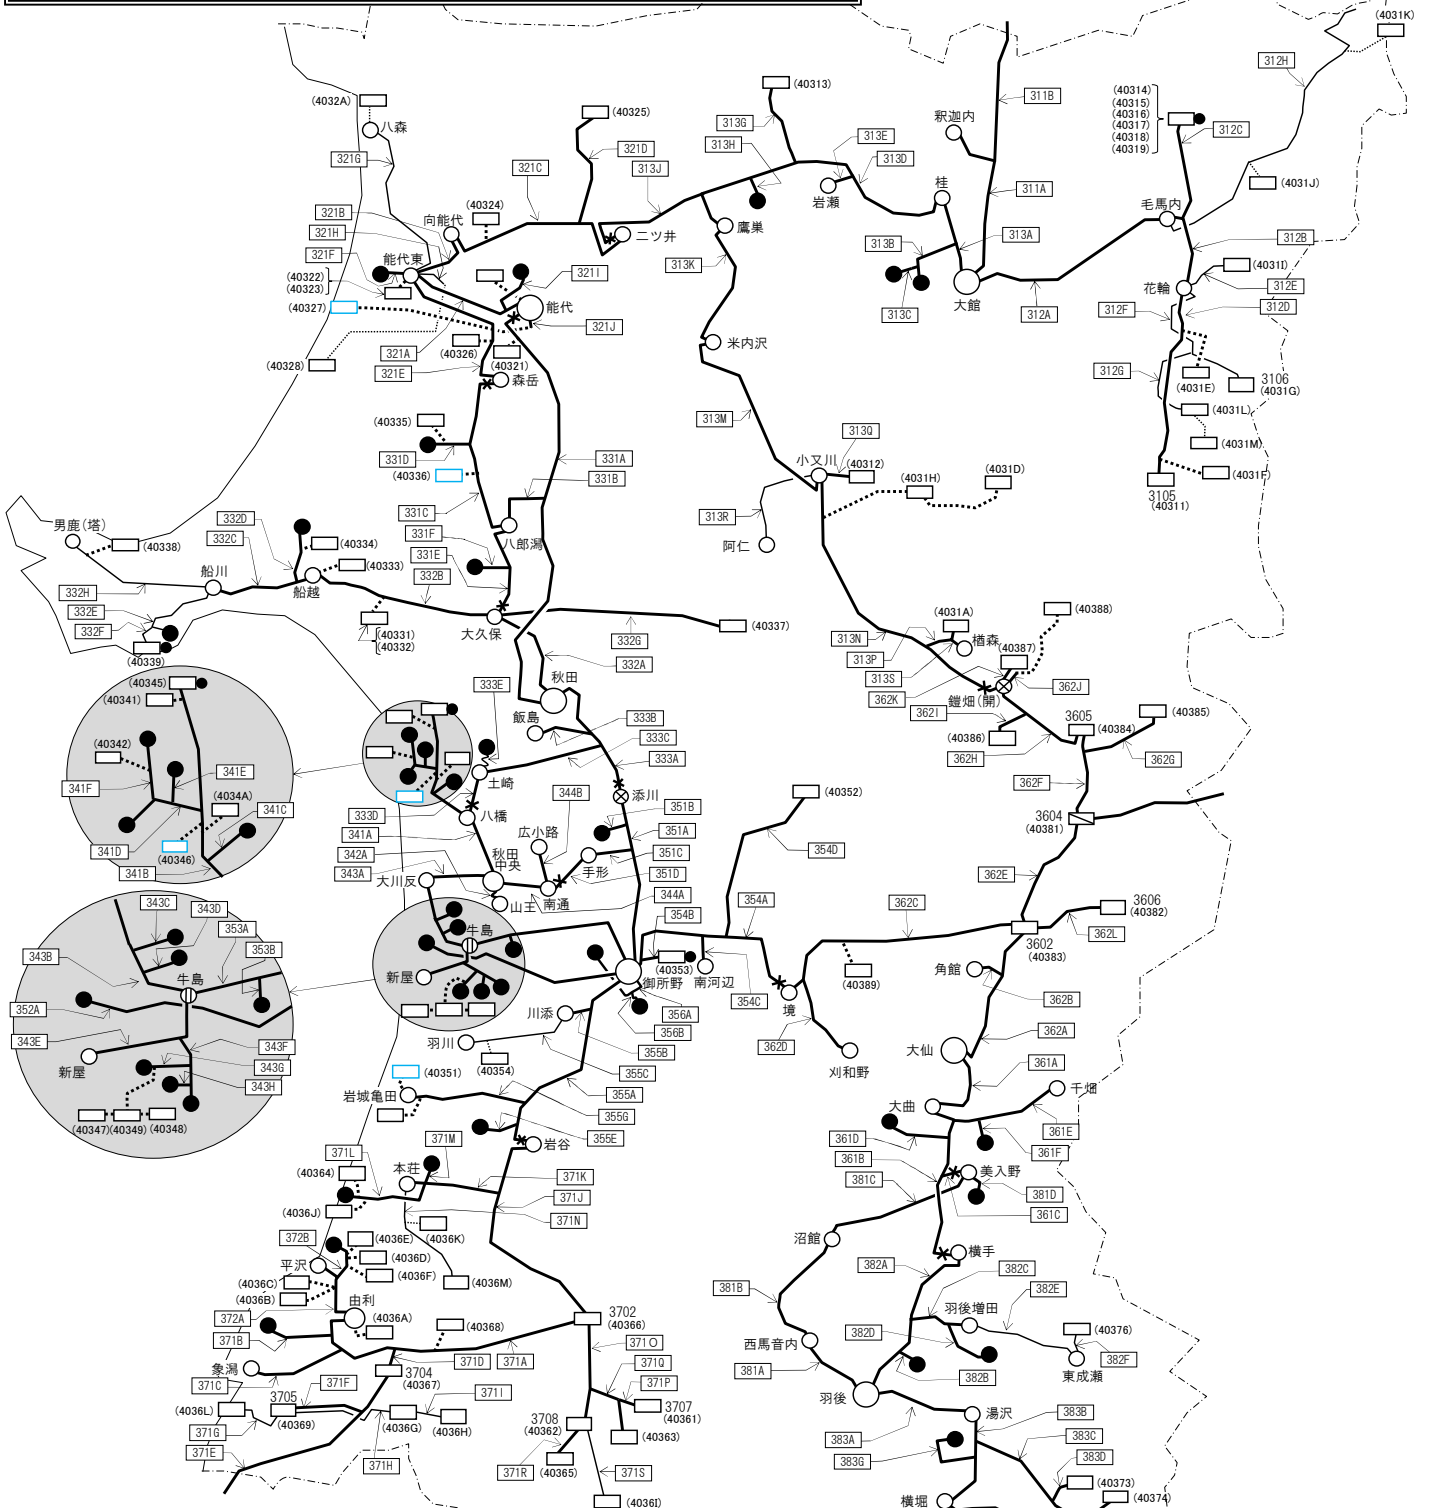 (4031K)
312H
(40313)
(4032A)
(40325)
(40314)
(40315)
(40316)
(40317)
(40318)
(40319)
311B
釈迦内
313G
313E
312C
八森
321G
321D
313H
313D
321C
313J
311A
(4031J)
桂
岩瀬
毛馬内
(40324)
321B
向能代
321H
二ツ井
鷹巣
313B
313A
312B
321F
能代東
313K
(4031I)
(40322)
(40323)
321I
312E
(40327)
能代
大館
花輪
312D
313C
312A
312F
321J
321A
(40326)
米内沢
(40328)
(40321)
321E
森岳
312G
(4031E)
3106
(4031G)
(4031L)
(40335)
313M
313Q
(4031M)
331D
331A
小又川
(40312)
(4031H)
(4031D)
(40336)
331B
(4031F)
3105
(40311)
331C
332D
313R
男鹿(塔)
331F
332C
八郎潟
(40338)
(40334)
阿仁
331E
船川
(40333)
332B
332H
船越
332E
(4031A)
(40388)
332F
(40331)
(40332)
大久保
(40337)
313N
楢森
332G
313P
(40387)
(40339)
332A
313S
362J
(40345)
333E
秋田
362K
鎧畑(開)
(40341)
362I
3605
(40384)
(40385)
飯島
333B
(40342)
333C
(40386)
333A
362H
362G
土崎
341E
362F
341F
(40352)
添川
344B
(4034A)
351B
333D
八橋
3604
(40381)
341C
広小路
341A
351A
341D
秋田
中央
342A
351C
354D
(40346)
手形
343A
大川反
351D
341B
362E
南通
344A
343C
343D
山王
354A
362C
3606
(40382)
354B
353A
牛島
362L
353B
343B
3602
(40383)
牛島
角館
新屋
(40353)
御所野
南河辺
(40389)
352A
354C
境
362B
356A
川添
343E
356B
362A
羽川
343F
355B
362D
大仙
新屋
刈和野
343G
(40354)
361A
355C
(40351)
343H
千畑
岩城亀田
355A
大曲
355G
(40347)
(40349)
(40348)
361E
371M
355E
361D
岩谷
371L
361F
361B
(40364)
本荘
371K
美入野
381C
371J
381D
(4036J)
361C
371N
(4036E)
(4036K)
372B
沼館
横手
(4036D)
平沢
382A
382C
(4036F)
(4036C)
(4036M)
381B
382E
(4036B)
由利
羽後増田
372A
(4036A)
3702
(40366)
(40368)
(40376)
382D
371B
西馬音内
371O
象潟
371D
371A
371Q
382F
381A
東成瀬
3704
(40367)
371C
371F
371P
382B
371I
羽後
3705
(40369)
3707
(40361)
(4036L)
湯沢
383B
3708
(40362)
371G
(4036G)
(4036H)
(40363)
383A
383C
371E
383G
383D
371H
371R
(40365)
371S
(40373)
(40374)
(4036I)
横堀